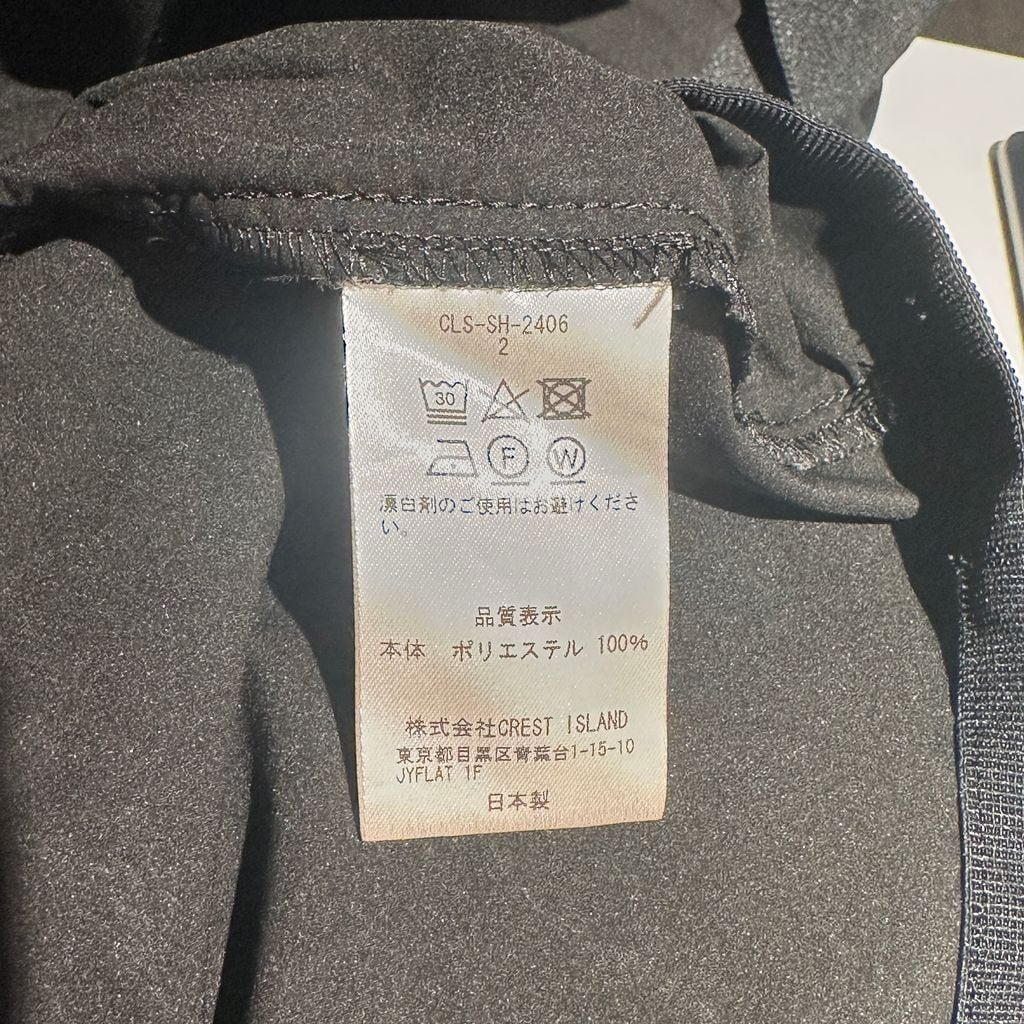 CLS-SH-2406
2
30
F W
漂白剤のご使用はお避けくださ
い。
品質表示
本体 ポリエステル 100%
株式会社CREST ISLAND
東京都目黒区青葉台1-15-10
JYFLAT 1F
日本製